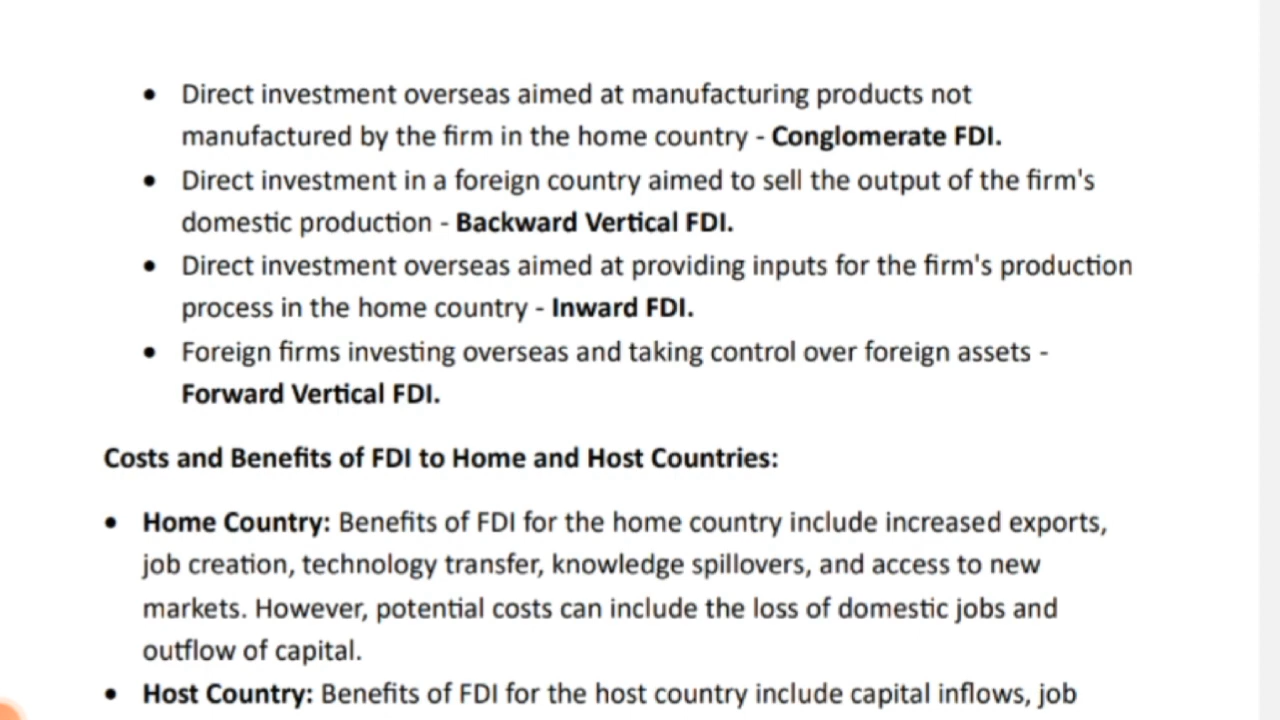 • Direct investment overseas aimed at manufacturing products not
manufactured by the firm in the home country - Conglomerate FDI.
• Direct investment in a foreign country aimed to sell the output of the firm's
domestic production - Backward Vertical FDI.
• Direct investment overseas aimed at providing inputs for the firm's production
process in the home country - Inward FDI.
• Foreign firms investing overseas and taking control over foreign assets -
Forward Vertical FDI.
Costs and Benefits of FDI to Home and Host Countries:
• Home Country: Benefits of FDI for the home country include increased exports,
job creation, technology transfer, knowledge spillovers, and access to new
markets. However, potential costs can include the loss of domestic jobs and
outflow of capital.
• Host Country: Benefits of FDI for the host country include capital inflows, job